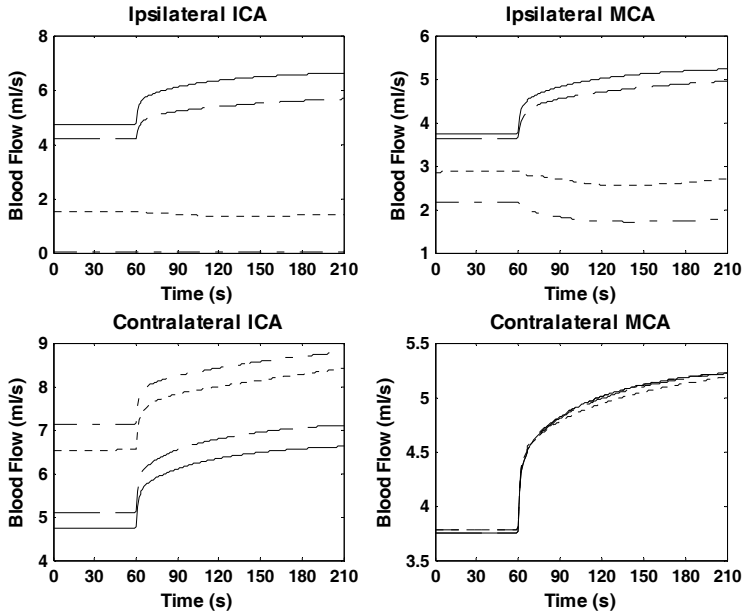 Ipsilateral ICA
Blood Flow (ml/s)
8
6
4
2
0
0 30 60 90 120 150 180 210
Time (s)
Ipsilateral MCA
Blood Flow (ml/s)
6
5
4
3
2
1
0 30 60 90 120 150 180 210
Time (s)
Contralateral ICA
Blood Flow (ml/s)
9
8
7
6
5
4
0 30 60 90 120 150 180 210
Time (s)
Contralateral MCA
Blood Flow (ml/s)
5.5
5
4.5
4
3.5
0 30 60 90 120 150 180 210
Time (s)